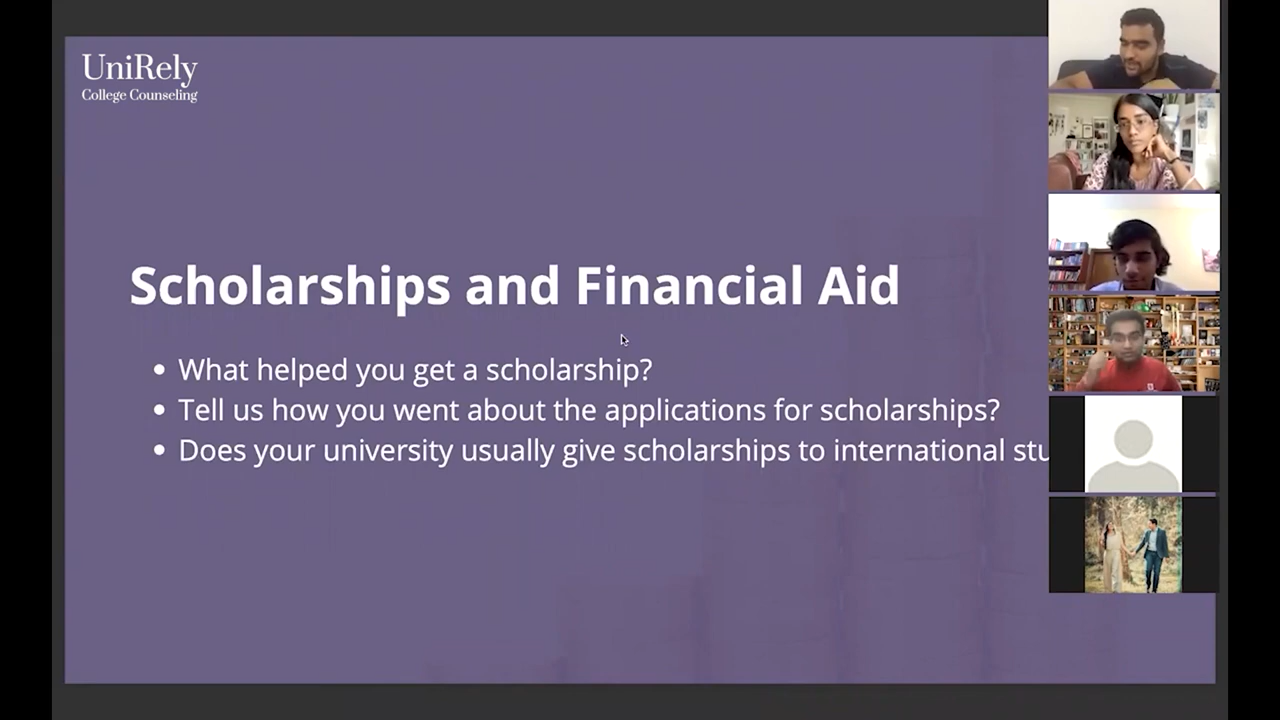 UniRely
College Counseling
Scholarships and Financial Aid
• What helped you get a scholarship?
• Tell us how you went about the applications for scholarships?
• Does your university usually give scholarships to international stu